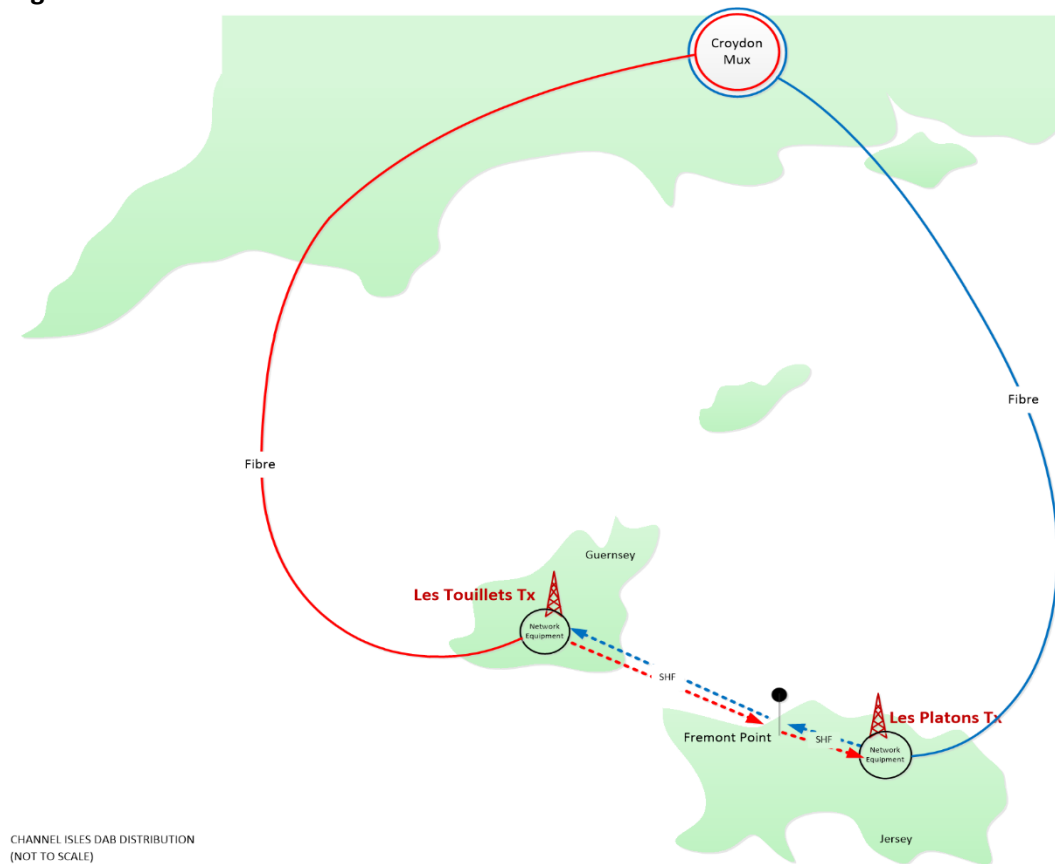 Croydon
Mux
Fibre
Fibre
Guernsey
Les Touillets Tx
Network
Equipment
SHF
Les Platons Tx
Fremont Point
SHF
Network
Equipment
Jersey
CHANNEL ISLES DAB DISTRIBUTION
(NOT TO SCALE)